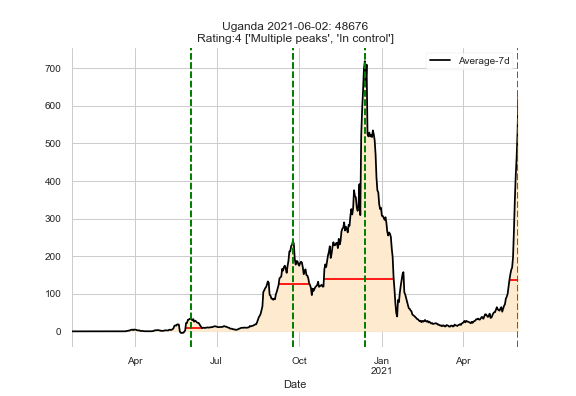 Uganda 2021-06-02: 48676
Rating:4 ['Multiple peaks', 'In control']
Average-7d
700
600
500
400
300
200
100
0
Apr
Jul
Oct
Jan
2021
Apr
Date